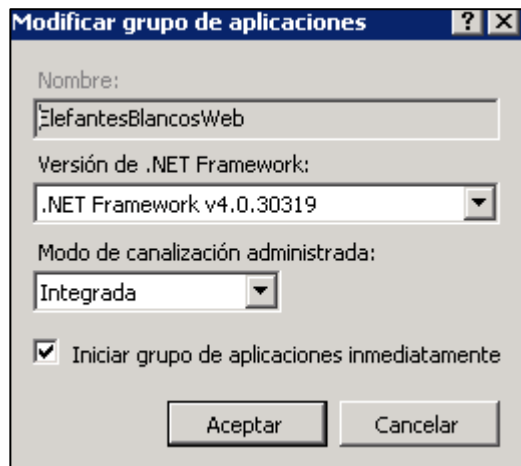 Modificar grupo de aplicaciones ? X
Nombre:
ElefantesBlancosWeb
Versión de .NET Framework:
.NET Framework v4.0.30319
Modo de canalización administrada:
Integrada
Iniciar grupo de aplicaciones inmediatamente
Aceptar Cancelar